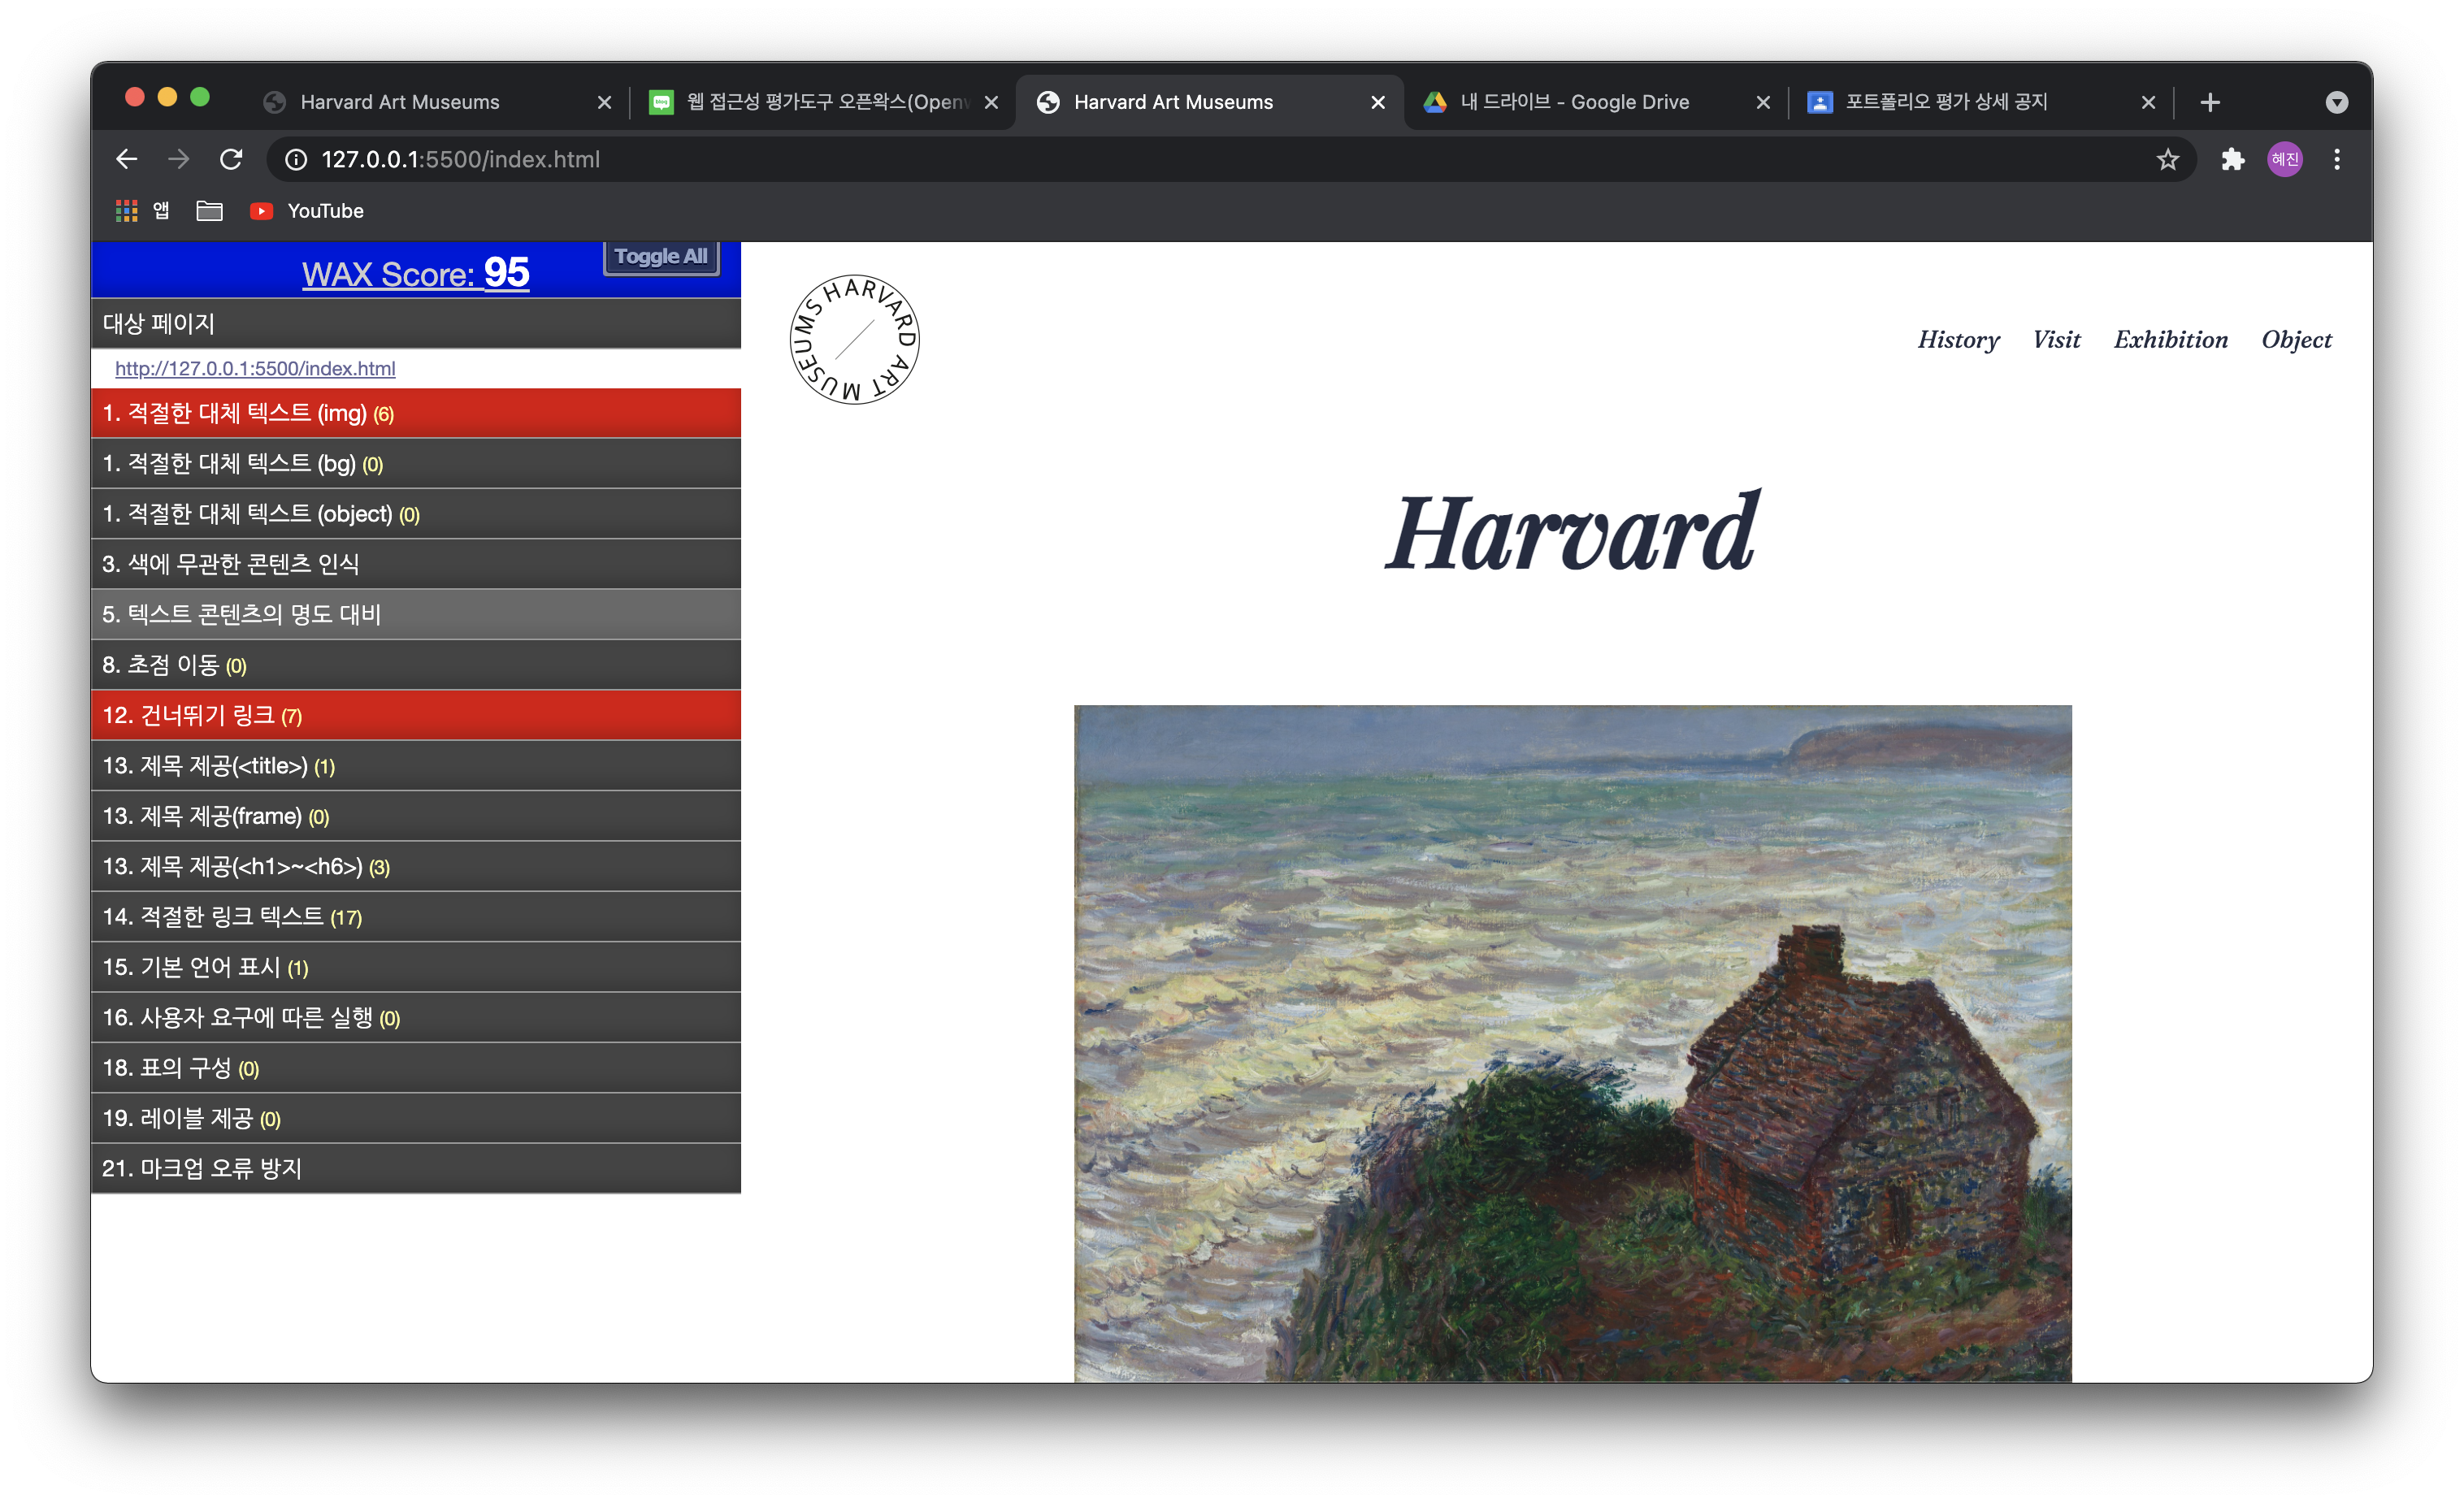 Harvard Art Museums
웹 접근성 평가도구 오픈왁스(Open
Harvard Art Museums
내 드라이브 - Google Drive
포트폴리오 평가 상세 공지
127.0.0.1:5500/index.html
혜진
앱
YouTube
WAX Score: 95
Toggle All
대상 페이지
http://127.0.0.1:5500/index.html
1. 적절한 대체 텍스트 (img) (6)
1. 적절한 대체 텍스트 (bg) (0)
1. 적절한 대체 텍스트 (object) (0)
3. 색에 무관한 콘텐츠 인식
5. 텍스트 콘텐츠의 명도 대비
8. 초점 이동 (0)
12. 건너뛰기 링크 (7)
13. 제목 제공(<title>) (1)
13. 제목 제공(frame) (0)
13. 제목 제공(<h1>~<h6>) (3)
14. 적절한 링크 텍스트 (17)
15. 기본 언어 표시 (1)
16. 사용자 요구에 따른 실행 (0)
18. 표의 구성 (0)
19. 레이블 제공 (0)
21. 마크업 오류 방지
HARVARD ART MUSEUMS
History Visit Exhibition Object
Harvard